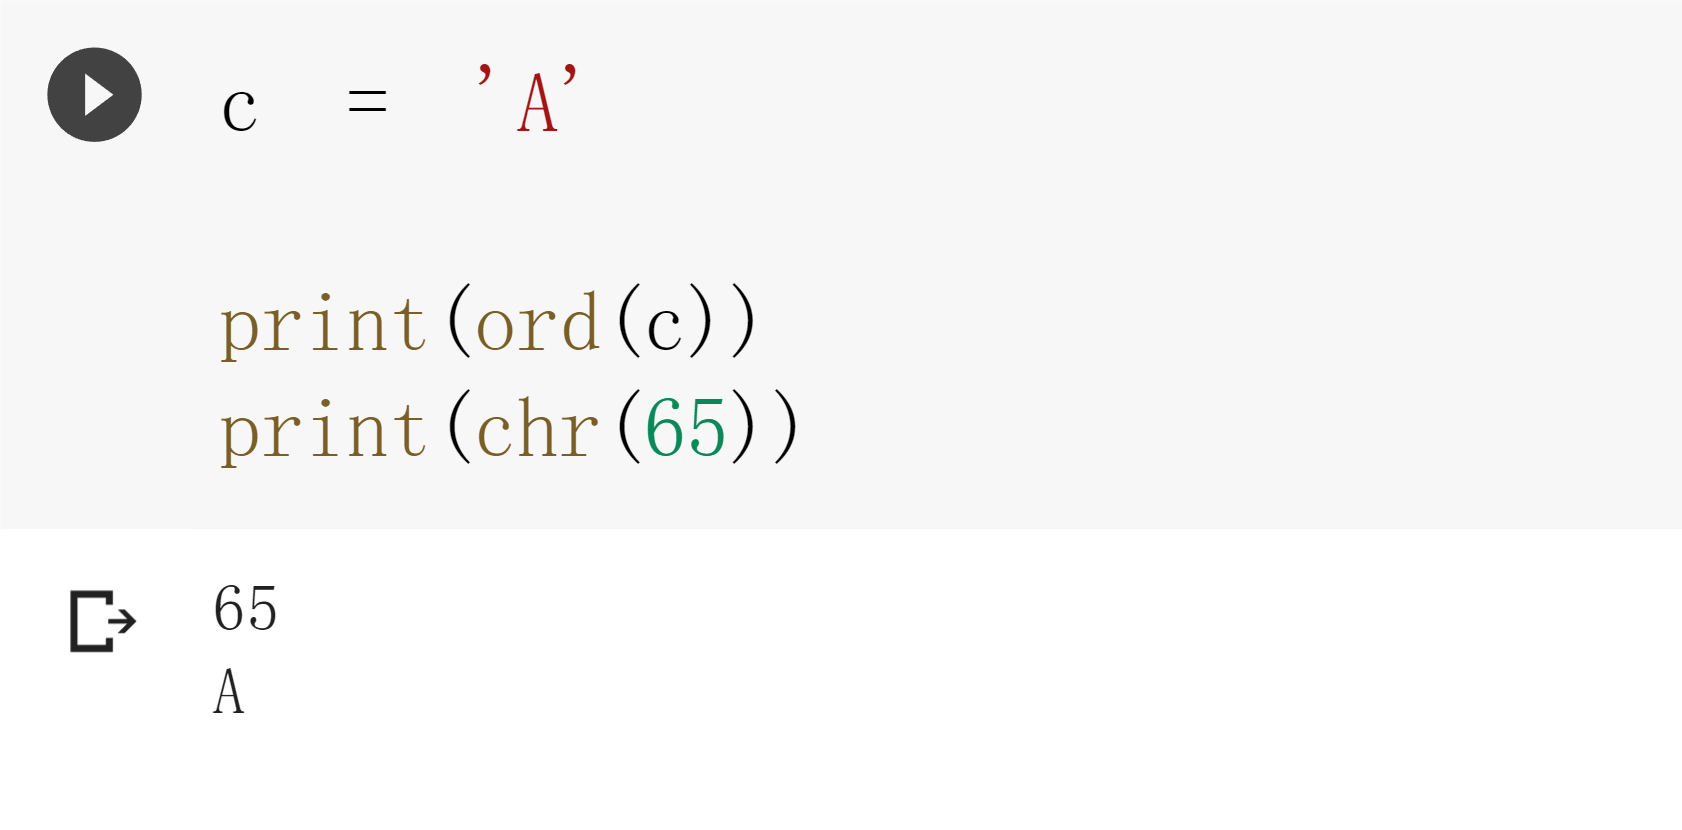 c = 'A'
print(ord(c))
print(chr(65))
65
A